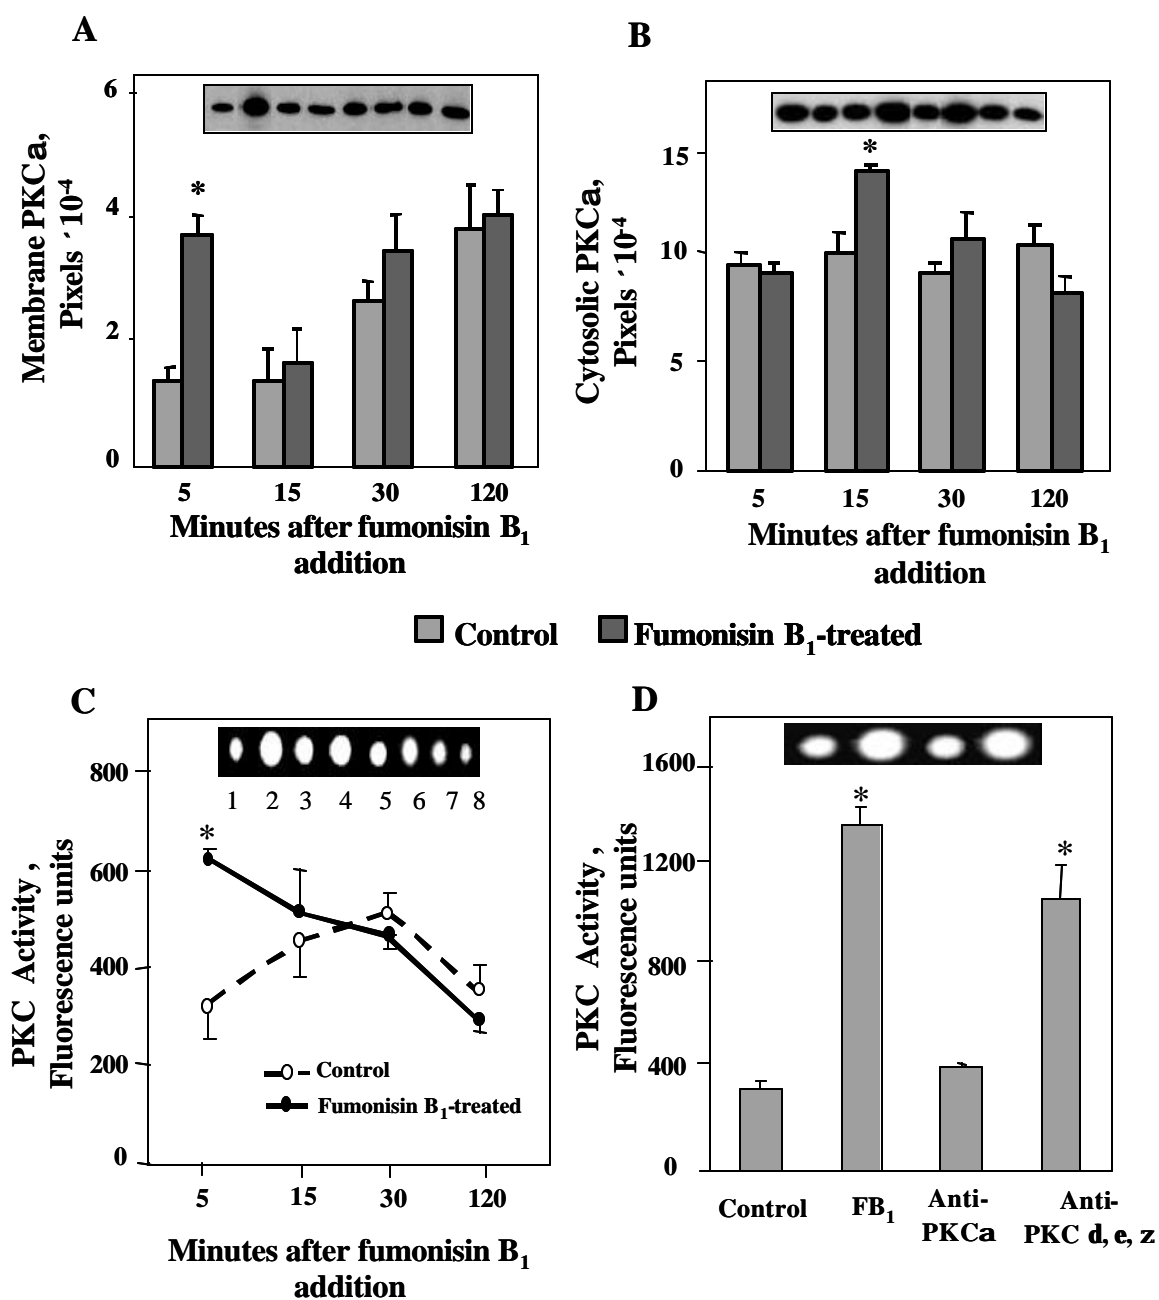 A
6
4
2
0
Membrane PKCa,
Pixels ´10-4
*
5 15 30 120
Minutes after fumonisin B1
addition
B
15
10
5
0
Cytosolic PKCa,
Pixels ´10-4
*
5 15 30 120
Minutes after fumonisin B1
addition
Control Fumonisin B1-treated
C
800
600
400
200
0
PKC Activity,
Fluorescence units
1 2 3 4 5 6 7 8
*
Control
Fumonisin B1-treated
5 15 30 120
Minutes after fumonisin B1
addition
D
1600
1200
800
400
0
PKC Activity,
Fluorescence units
*
*
Control FB1 Anti-
PKCa
Anti-
PKC d, e, z